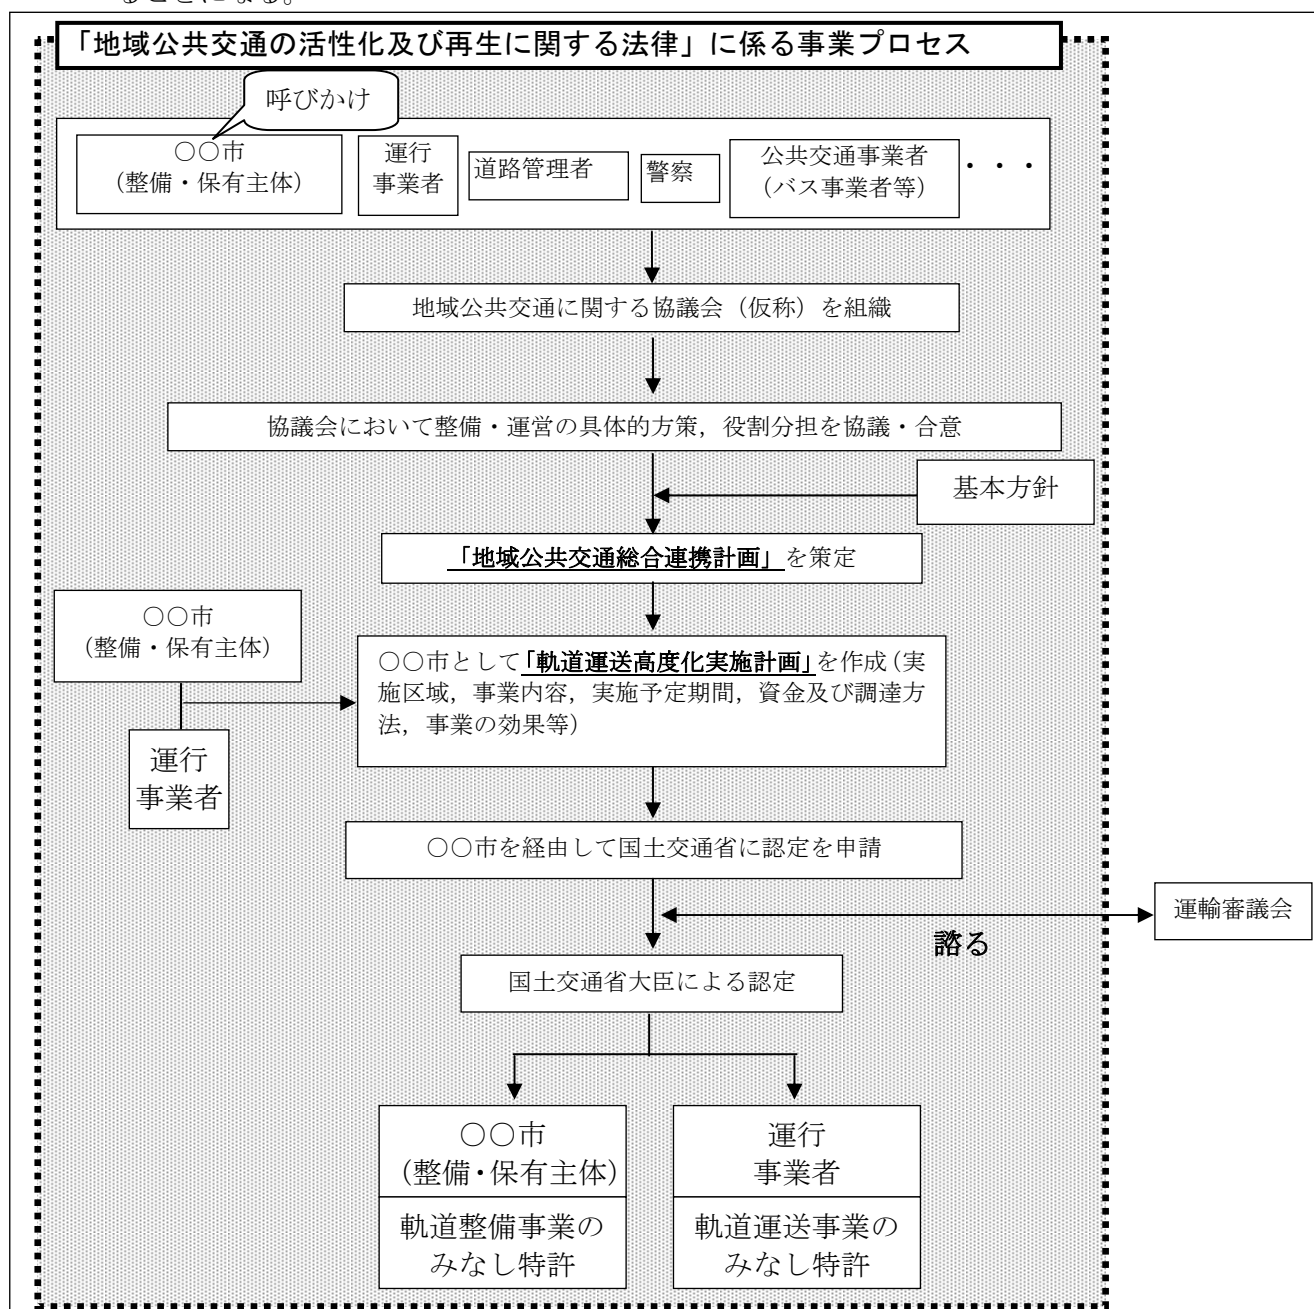 ることになる。
「地域公共交通の活性化及び再生に関する法律」に係る事業プロセス
呼びかけ
○○市
（整備・保有主体）
運行
事業者
道路管理者
警察
公共交通事業者
（バス事業者等）
・・・
地域公共交通に関する協議会（仮称）を組織
協議会において整備・運営の具体的方策，役割分担を協議・合意
基本方針
「地域公共交通総合連携計画」を策定
○○市
（整備・保有主体）
運行
事業者
○○市として「軌道運送高度化実施計画」を作成（実
施区域，事業内容，実施予定期間，資金及び調達方
法，事業の効果等）
○○市を経由して国土交通省に認定を申請
運輸審議会
諮る
国土交通省大臣による認定
○○市
（整備・保有主体）
軌道整備事業の
みなし特許
運行
事業者
軌道運送事業の
みなし特許